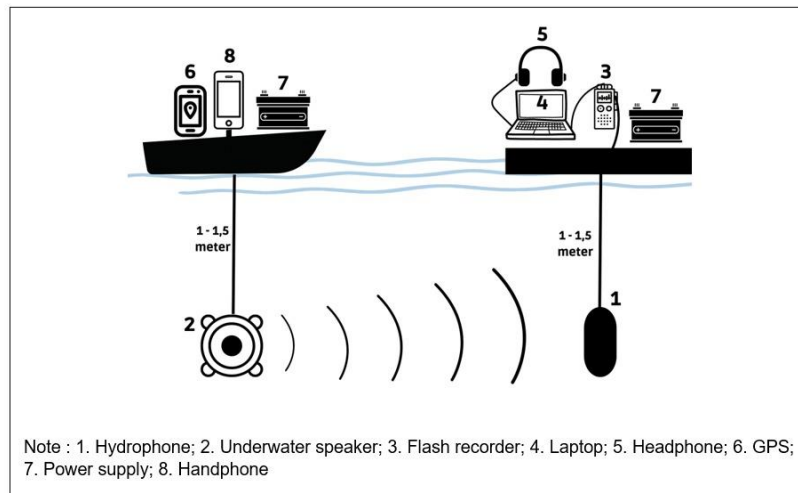 5
8
6
3
7
4
7
1 - 1,5
meter
1 - 1,5
meter
1
2
Note : 1. Hydrophone; 2. Underwater speaker; 3. Flash recorder; 4. Laptop; 5. Headphone; 6. GPS;
7. Power supply; 8. Handphone